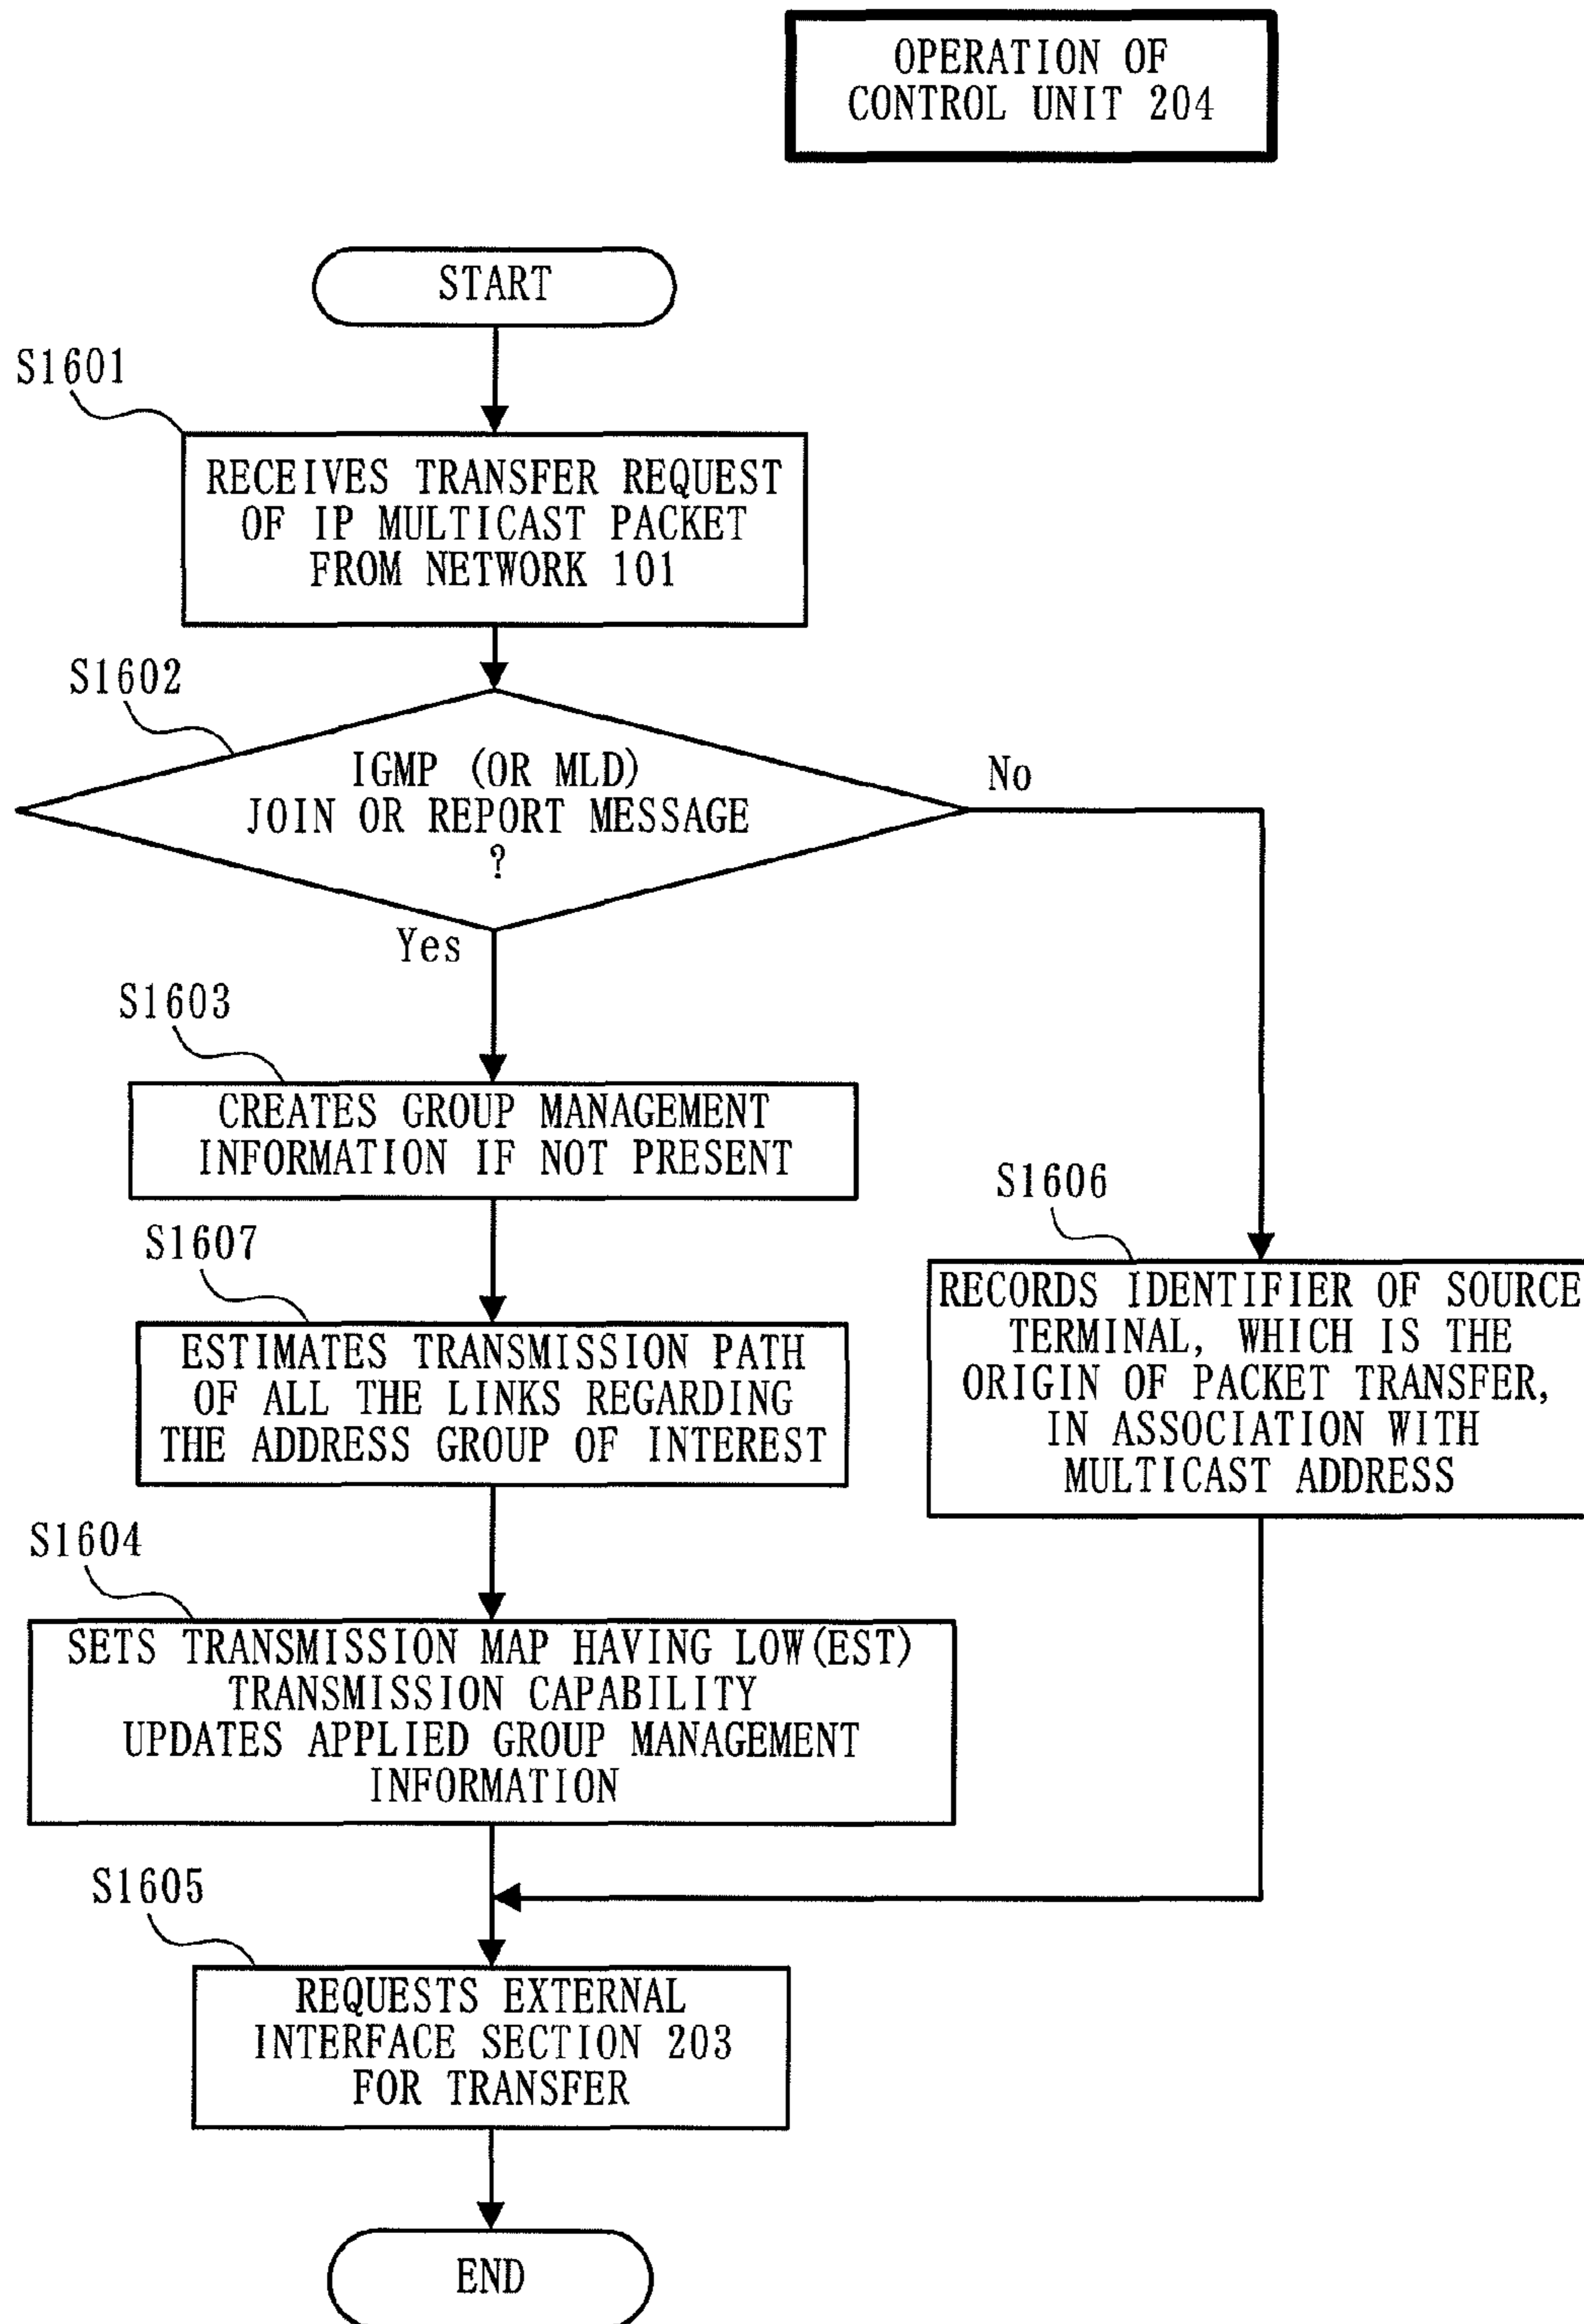 OPERATION OF
CONTROL UNIT 204
START
S1601
RECEIVES TRANSFER REQUEST
OF IP MULTICAST PACKET
FROM NETWORK 101
S1602
IGMP (OR MLD)
JOIN OR REPORT MESSAGE
?
No
Yes
S1603
CREATES GROUP MANAGEMENT
INFORMATION IF NOT PRESENT
S1607
ESTIMATES TRANSMISSION PATH
OF ALL THE LINKS REGARDING
THE ADDRESS GROUP OF INTEREST
S1606
RECORDS IDENTIFIER OF SOURCE
TERMINAL, WHICH IS THE
ORIGIN OF PACKET TRANSFER,
IN ASSOCIATION WITH
MULTICAST ADDRESS
S1604
SETS TRANSMISSION MAP HAVING LOW(EST)
TRANSMISSION CAPABILITY
UPDATES APPLIED GROUP MANAGEMENT
INFORMATION
S1605
REQUESTS EXTERNAL
INTERFACE SECTION 203
FOR TRANSFER
END